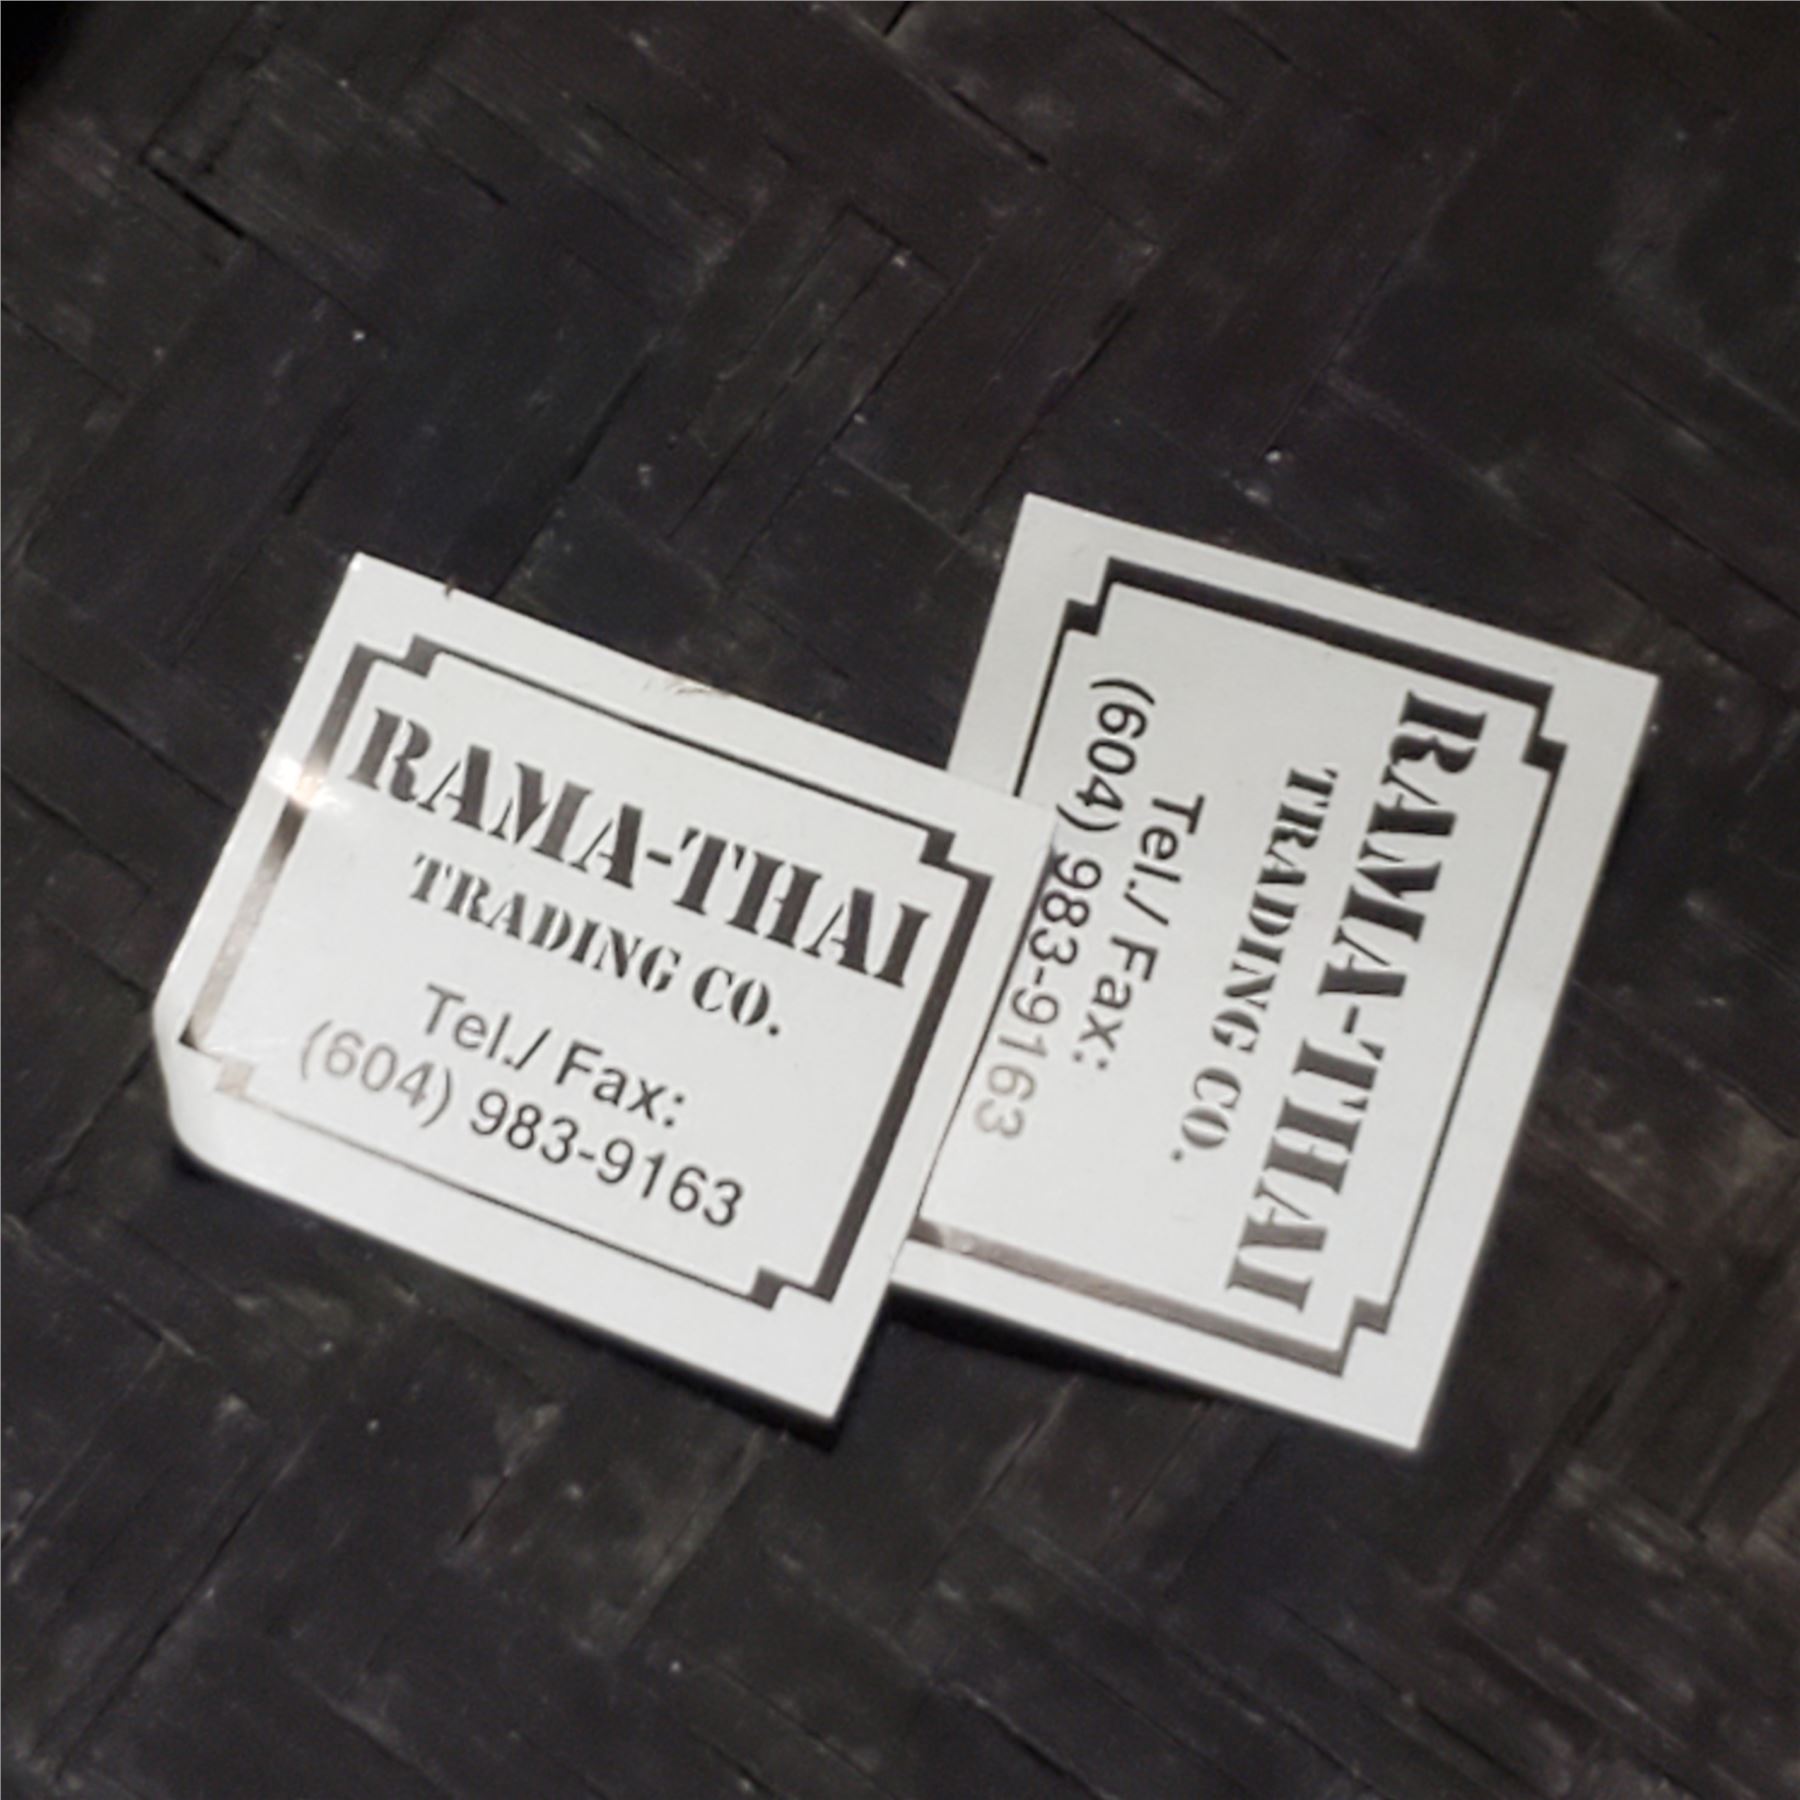 RAMA-THAI
TRADING CO.
Tel./ Fax:
(604) 983-9163
RAMA-THAI
TRADING CO.
Tel./ Fax:
(604) 983-9163